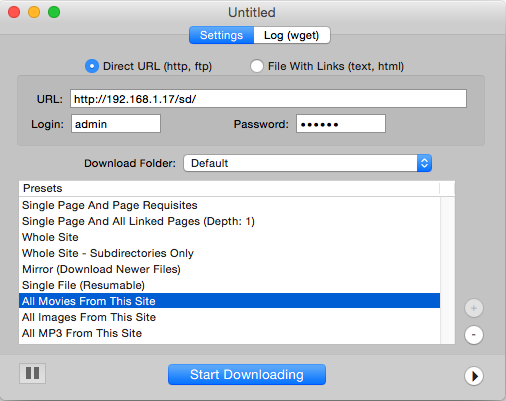 Untitled
Settings Log (wget)
Direct URL (http, ftp) File With Links (text, html)
URL: http://192.168.1.17/sd/
Login: admin Password: ••••••
Download Folder: Default
Presets
Single Page And Page Requisites
Single Page And All Linked Pages (Depth: 1)
Whole Site
Whole Site - Subdirectories Only
Mirror (Download Newer Files)
Single File (Resumable)
All Movies From This Site
All Images From This Site
All MP3 From This Site
+
-
Start Downloading